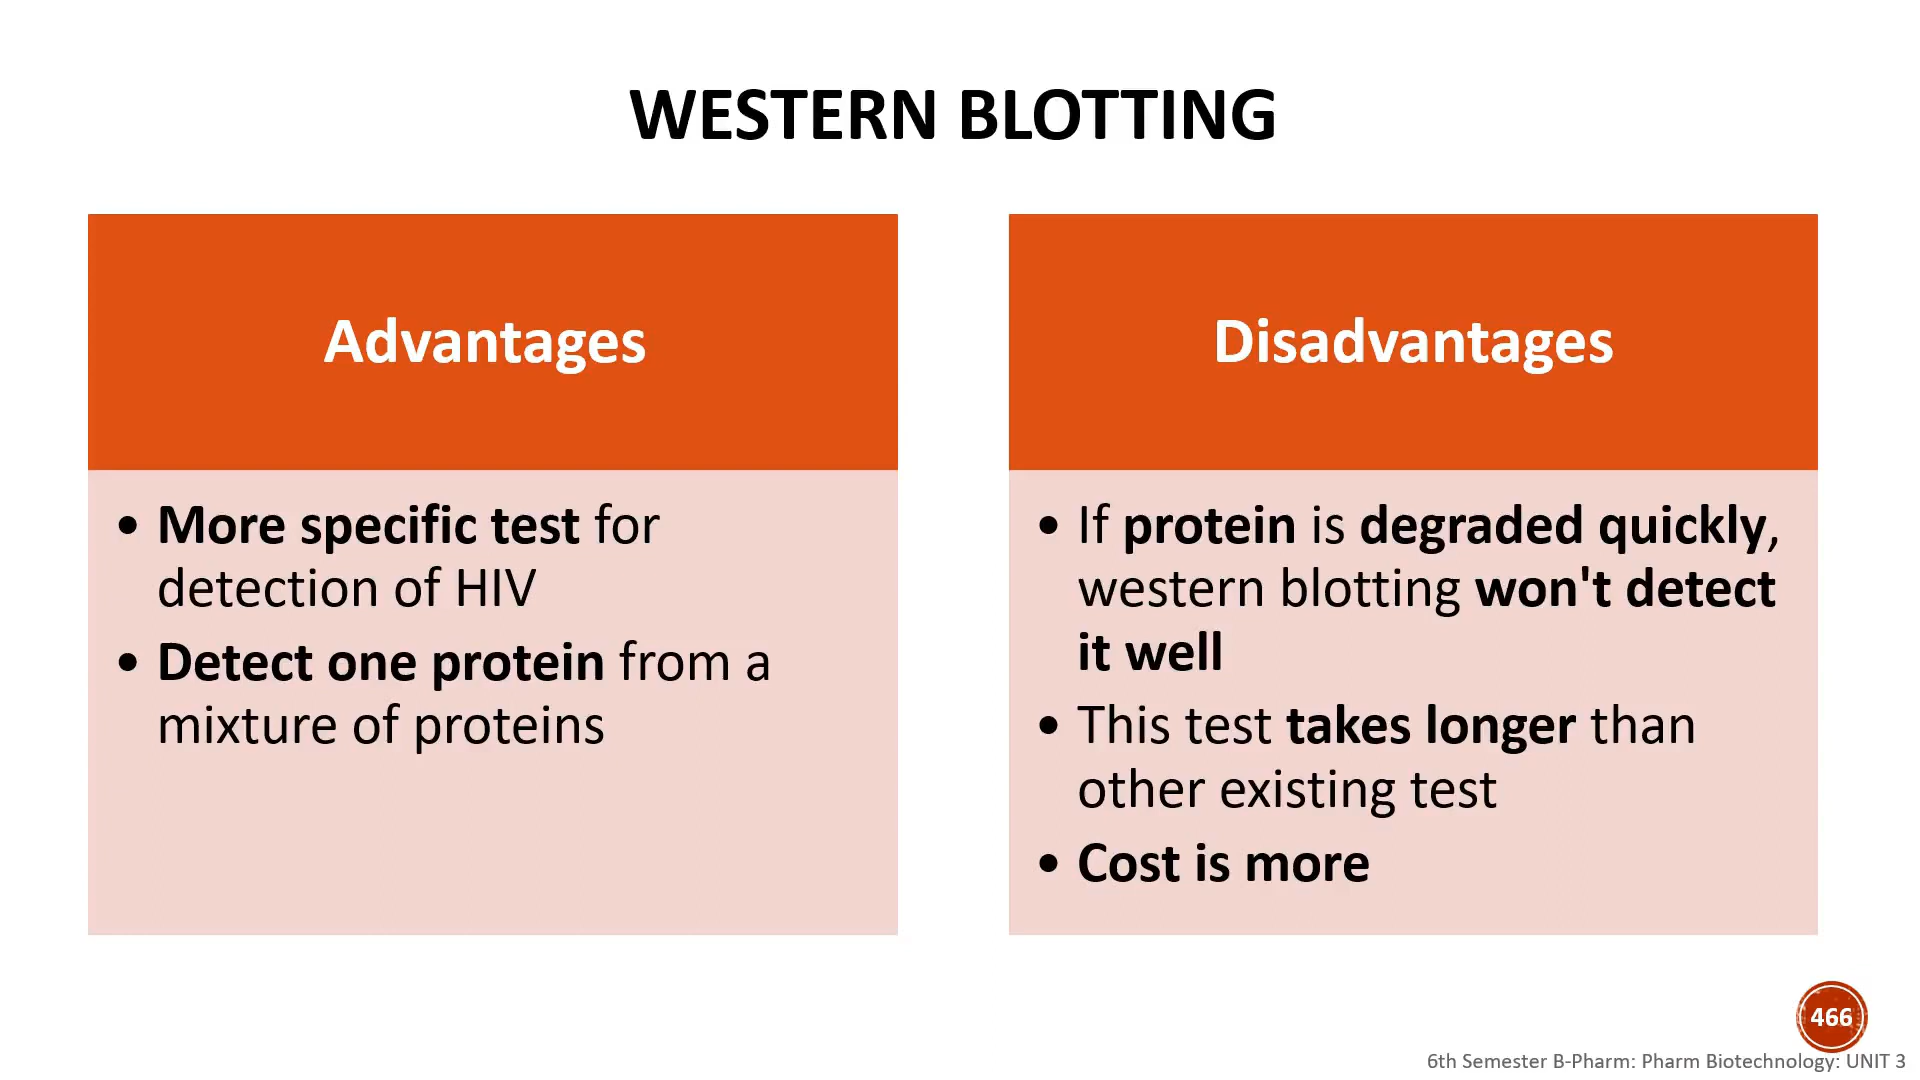 WESTERN BLOTTING
Advantages
• More specific test for
detection of HIV
• Detect one protein from a
mixture of proteins
Disadvantages
• If protein is degraded quickly,
western blotting won't detect
it well
• This test takes longer than
other existing test
• Cost is more
466
6th Semester B-Pharm: Pharm Biotechnology: UNIT 3